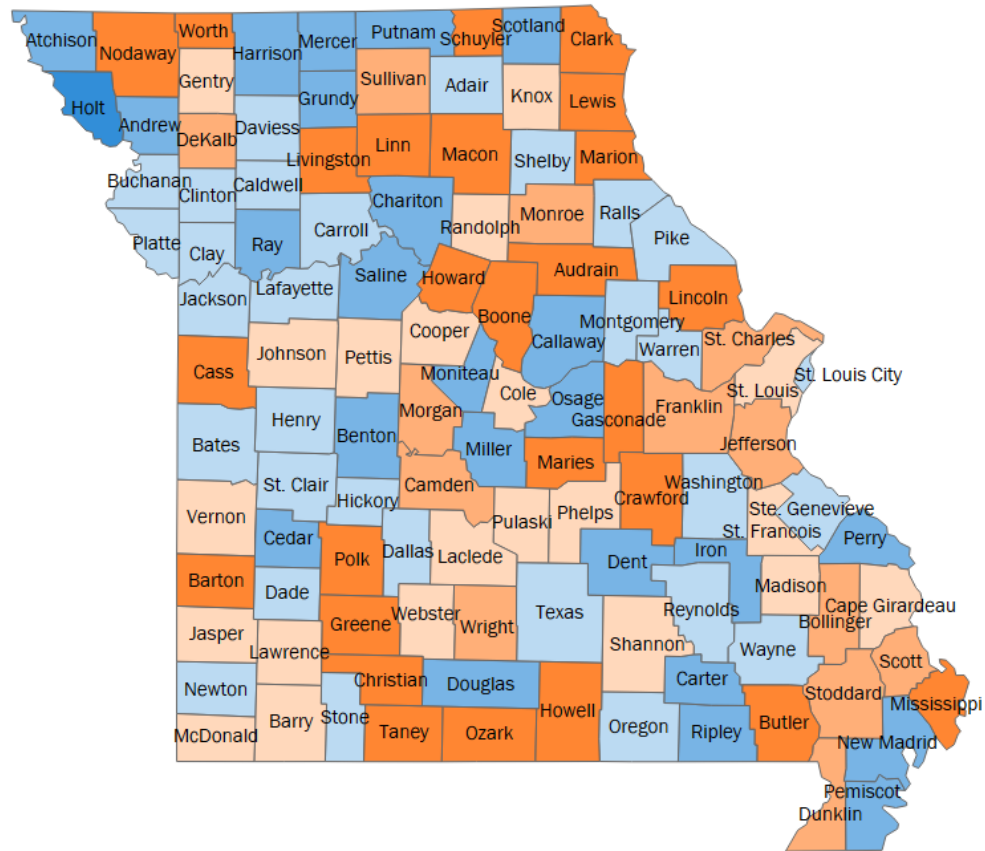 Atchison
Nodaway
Worth
Harrison
Mercer
Putnam
Schuyler
Scotland
Clark
Gentry
Sullivan
Adair
Knox
Lewis
Holt
Andrew
DeKalb
Daviess
Grundy
Livingston
Linn
Macon
Shelby
Marion
Buchanan
Clinton
Caldwell
Carroll
Chariton
Randolph
Monroe
Ralls
Pike
Platte
Clay
Ray
Saline
Howard
Audrain
Lincoln
Jackson
Lafayette
Cooper
Boone
Callaway
Montgomery
Warren
St. Charles
Cass
Johnson
Pettis
Moniteau
Cole
Osage
Gasconade
Franklin
St. Louis
St. Louis City
Jefferson
Bates
Henry
Benton
Morgan
Miller
Maries
St. Clair
Hickory
Camden
Pulaski
Phelps
Crawford
Washington
Ste. Genevieve
St. Francois
Perry
Vernon
Cedar
Polk
Dallas
Laclede
Dent
Iron
Madison
Cape Girardeau
Bollinger
Barton
Dade
Greene
Webster
Wright
Texas
Shannon
Reynolds
Wayne
Scott
Jasper
Lawrence
Christian
Douglas
Howell
Carter
Stoddard
Mississippi
Newton
McDonald
Barry
Stone
Taney
Ozark
Oregon
Ripley
Butler
New Madrid
Pemiscot
Dunklin